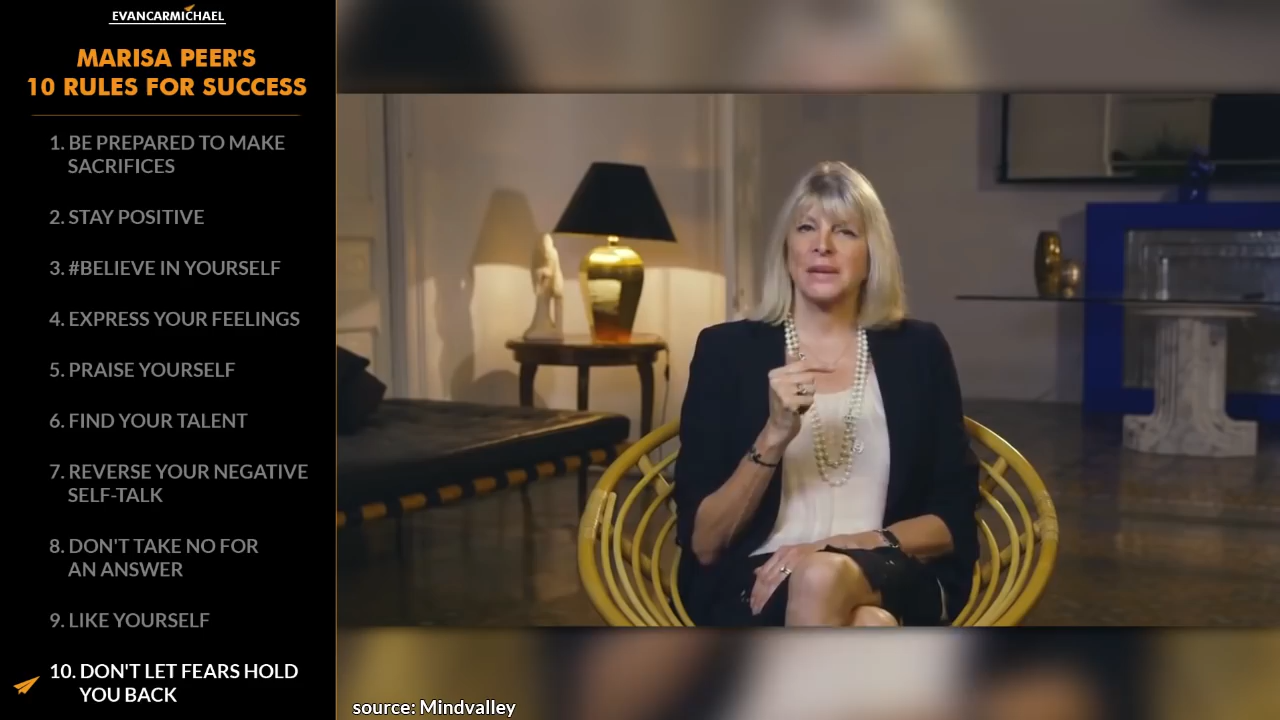 EVANCARMICHAEL
MARISA PEER'S
10 RULES FOR SUCCESS
1. BE PREPARED TO MAKE
SACRIFICES
2. STAY POSITIVE
3. #BELIEVE IN YOURSELF
4. EXPRESS YOUR FEELINGS
5. PRAISE YOURSELF
6. FIND YOUR TALENT
7. REVERSE YOUR NEGATIVE
SELF-TALK
8. DON'T TAKE NO FOR
AN ANSWER
9. LIKE YOURSELF
10. DON'T LET FEARS HOLD
YOU BACK
source: Mindvalley